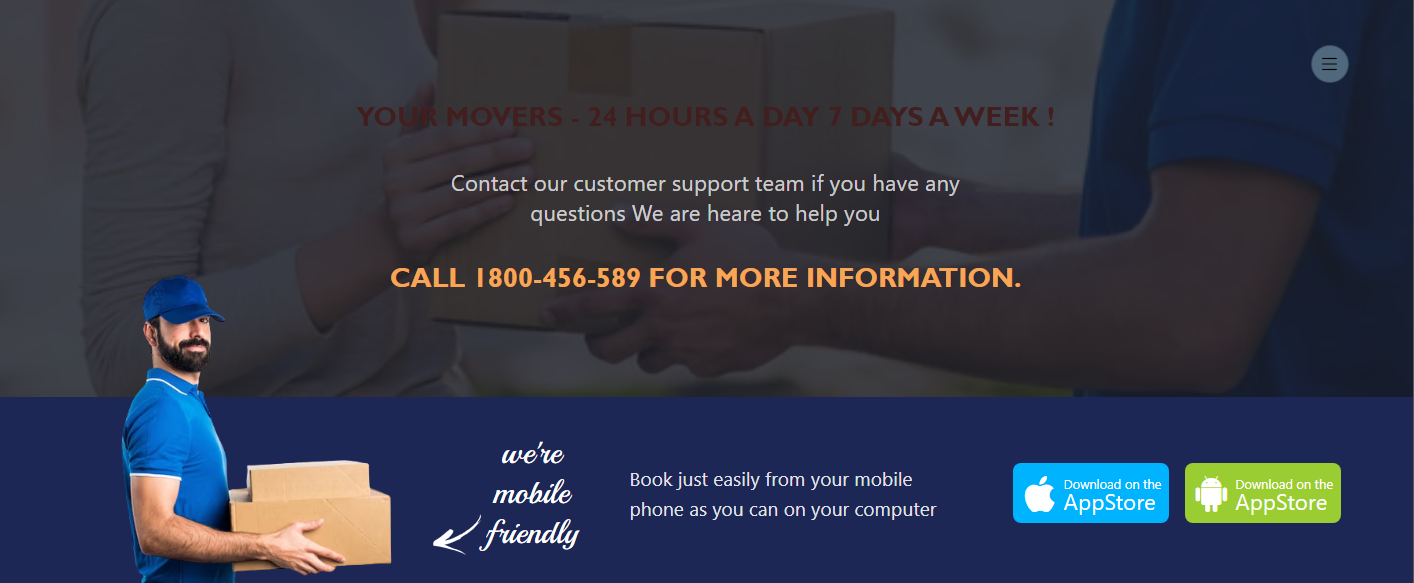 YOUR MOVERS - 24 HOURS A DAY 7 DAYS A WEEK !
Contact our customer support team if you have any
questions We are heare to help you
CALL 1800-456-589 FOR MORE INFORMATION.
we're
mobile
friendly
Book just easily from your mobile
phone as you can on your computer
Download on the
AppStore
Download on the
AppStore